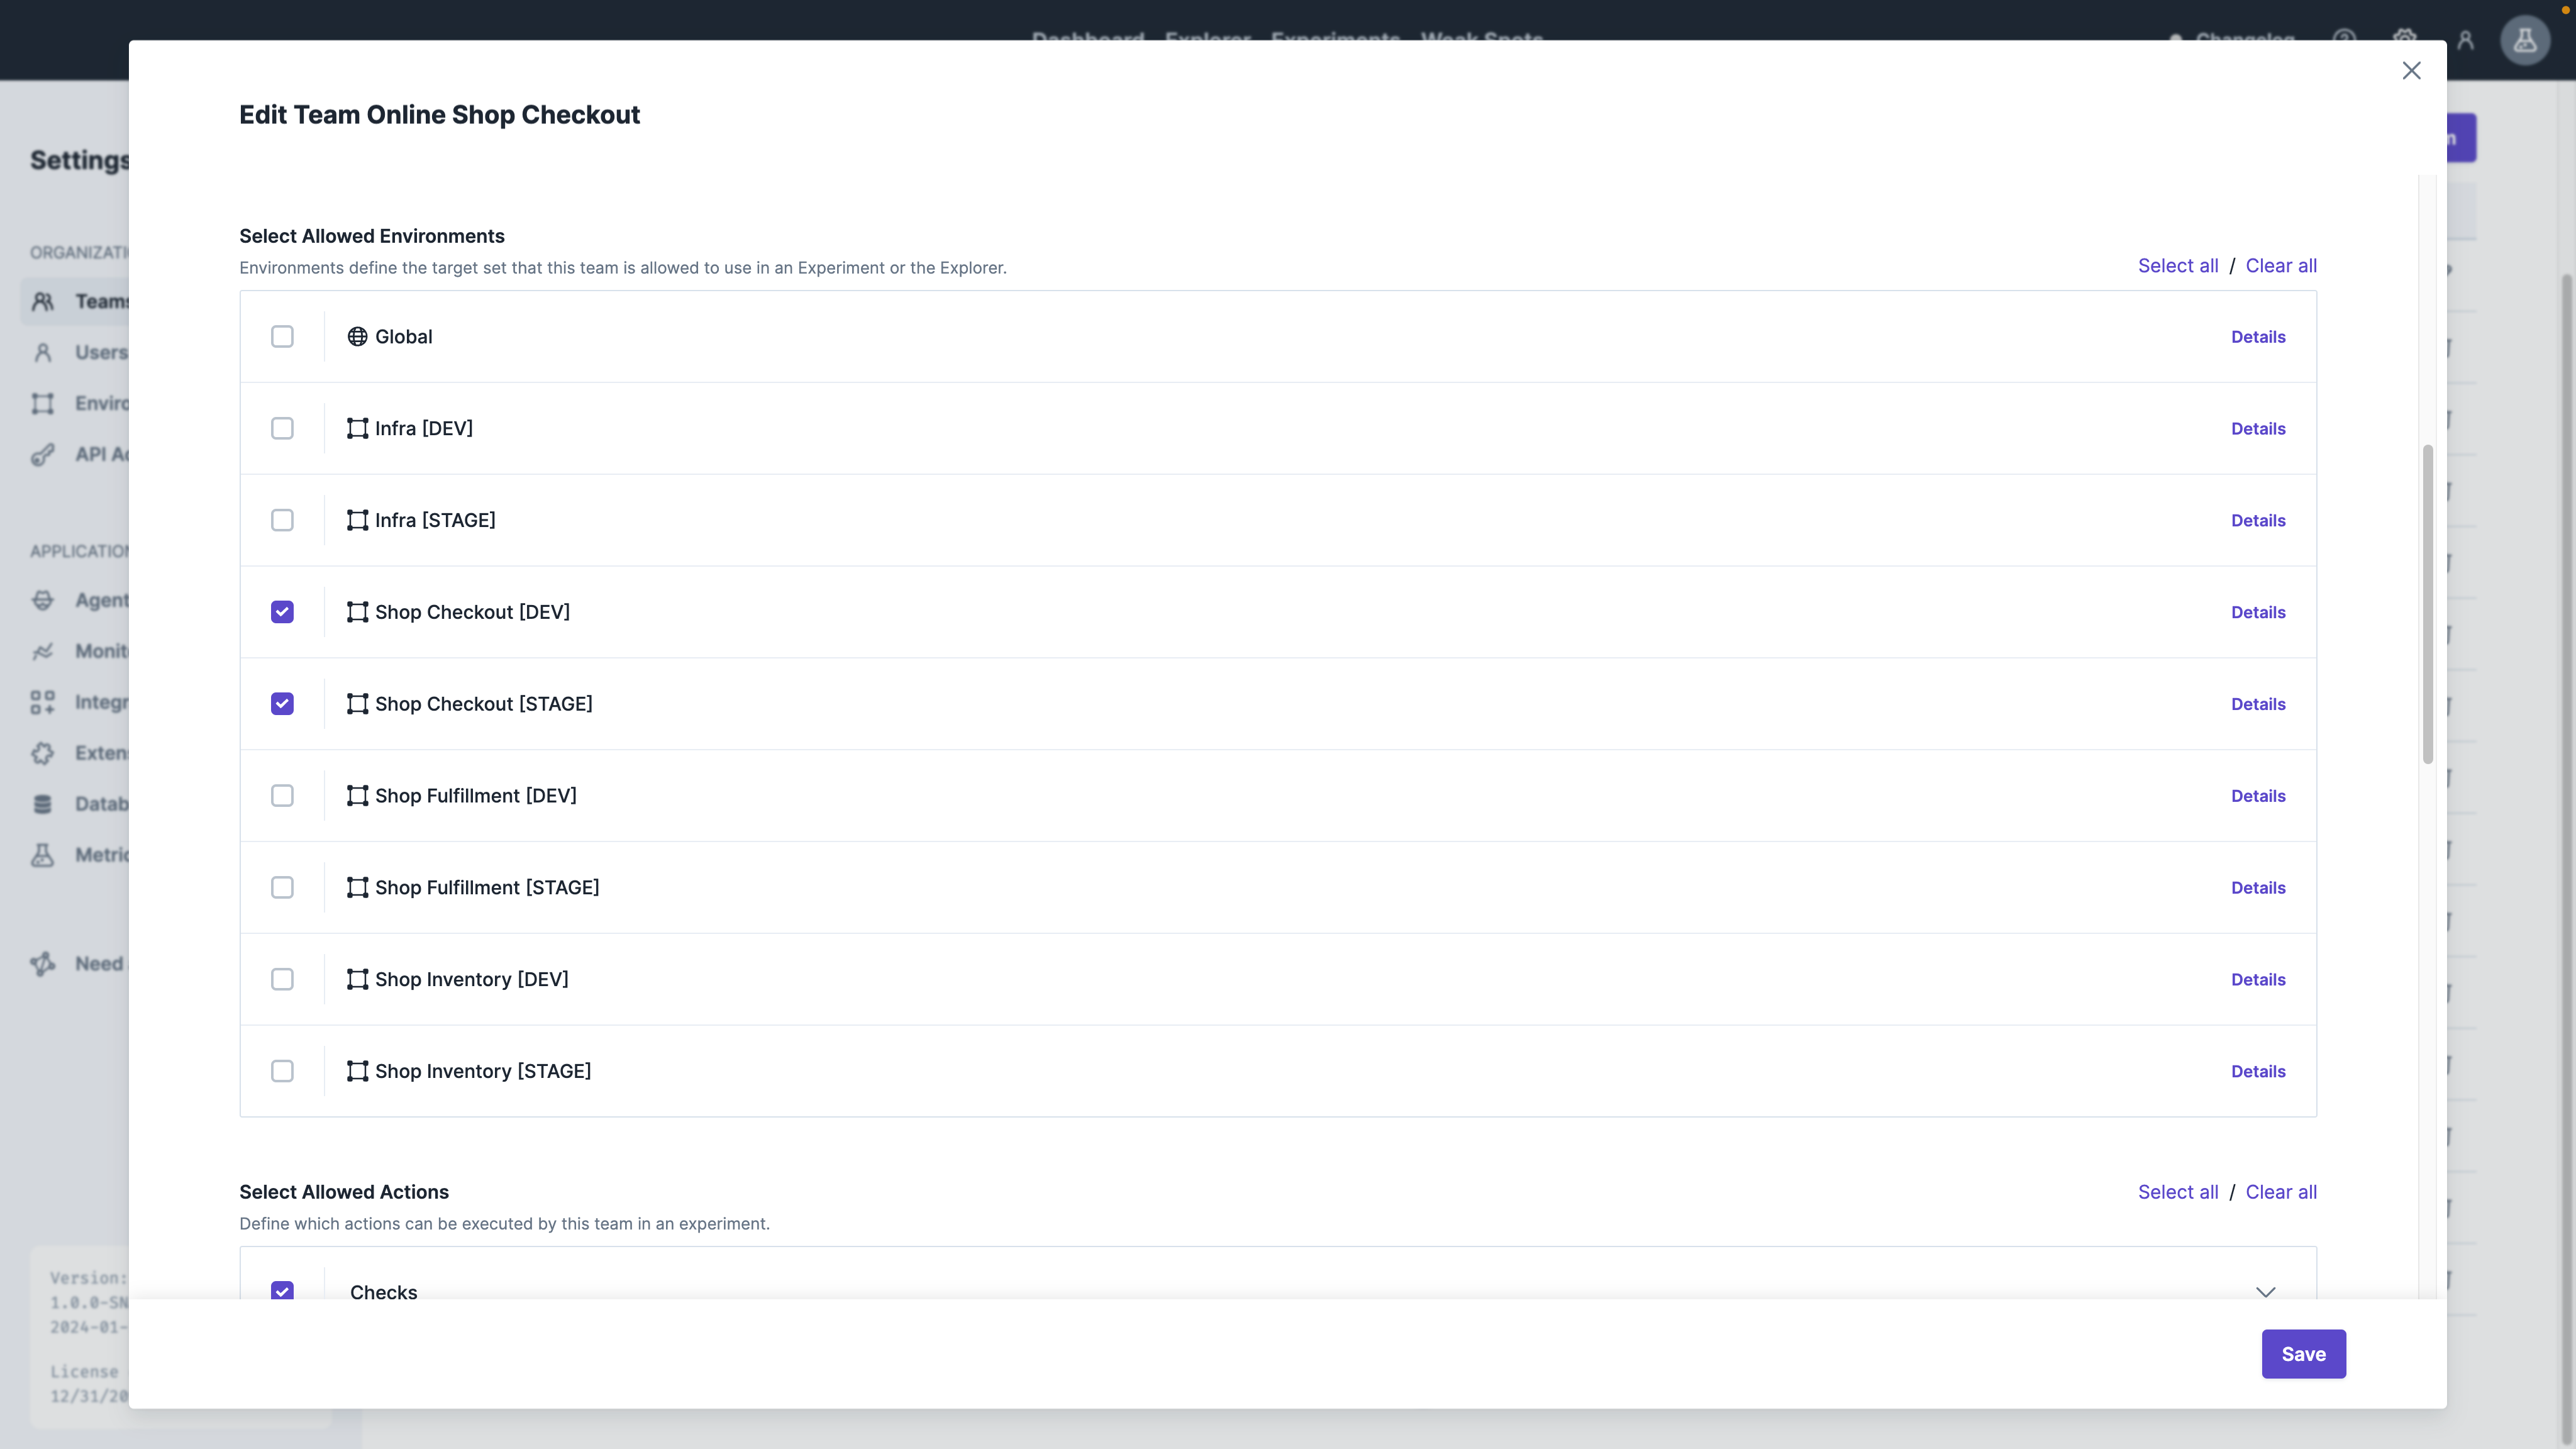 Dashboard Explorer Experiments Weak Spots
Changelog
Edit Team Online Shop Checkout
Settings
ORGANIZATI
Teams
Users
Enviro
API Ac
APPLICATION
Agent
Monit
Integr
Exten
Datab
Metric
Need
Version:
1.0.0-SN
2024-01-
License
12/31/20
Select Allowed Environments
Environments define the target set that this team is allowed to use in an Experiment or the Explorer.
Select all / Clear all
Global Details
Infra [DEV] Details
Infra [STAGE] Details
Shop Checkout [DEV] Details
Shop Checkout [STAGE] Details
Shop Fulfillment [DEV] Details
Shop Fulfillment [STAGE] Details
Shop Inventory [DEV] Details
Shop Inventory [STAGE] Details
Select Allowed Actions
Select all / Clear all
Define which actions can be executed by this team in an experiment.
Checks
Save